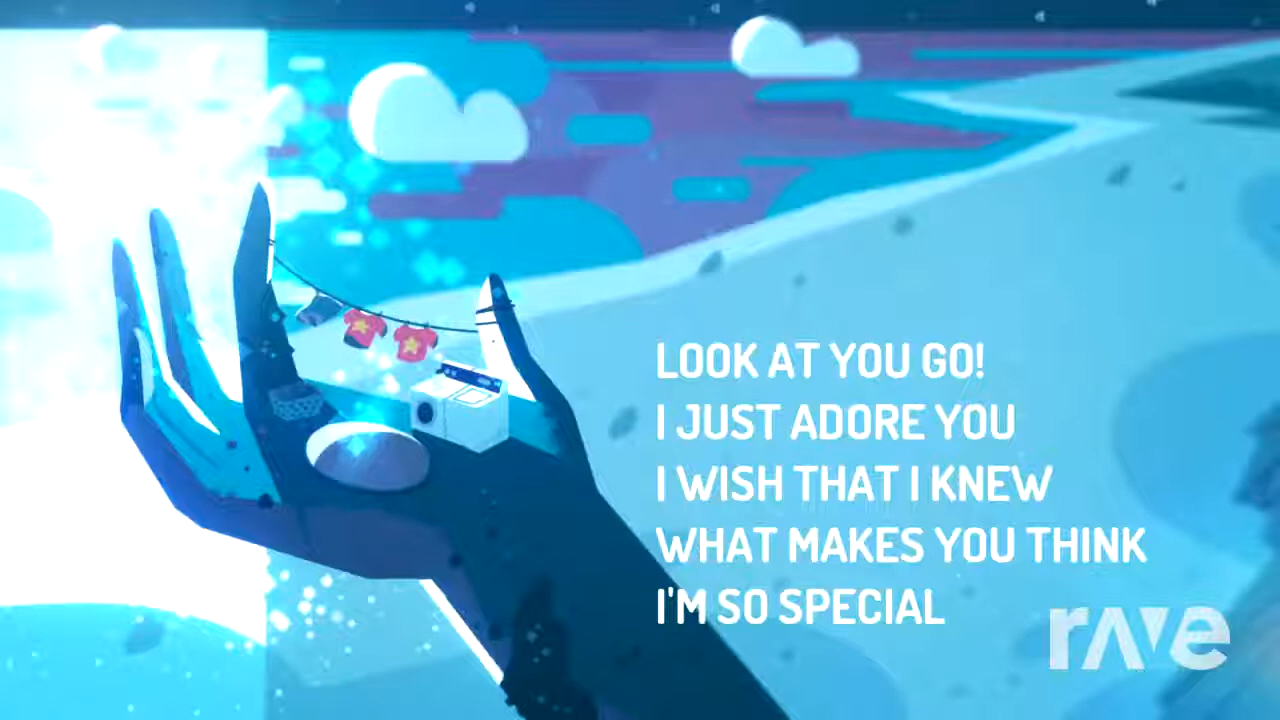 LOOK AT YOU GO!
I JUST ADORE YOU
I WISH THAT I KNEW
WHAT MAKES YOU THINK
I'M SO SPECIAL
rave